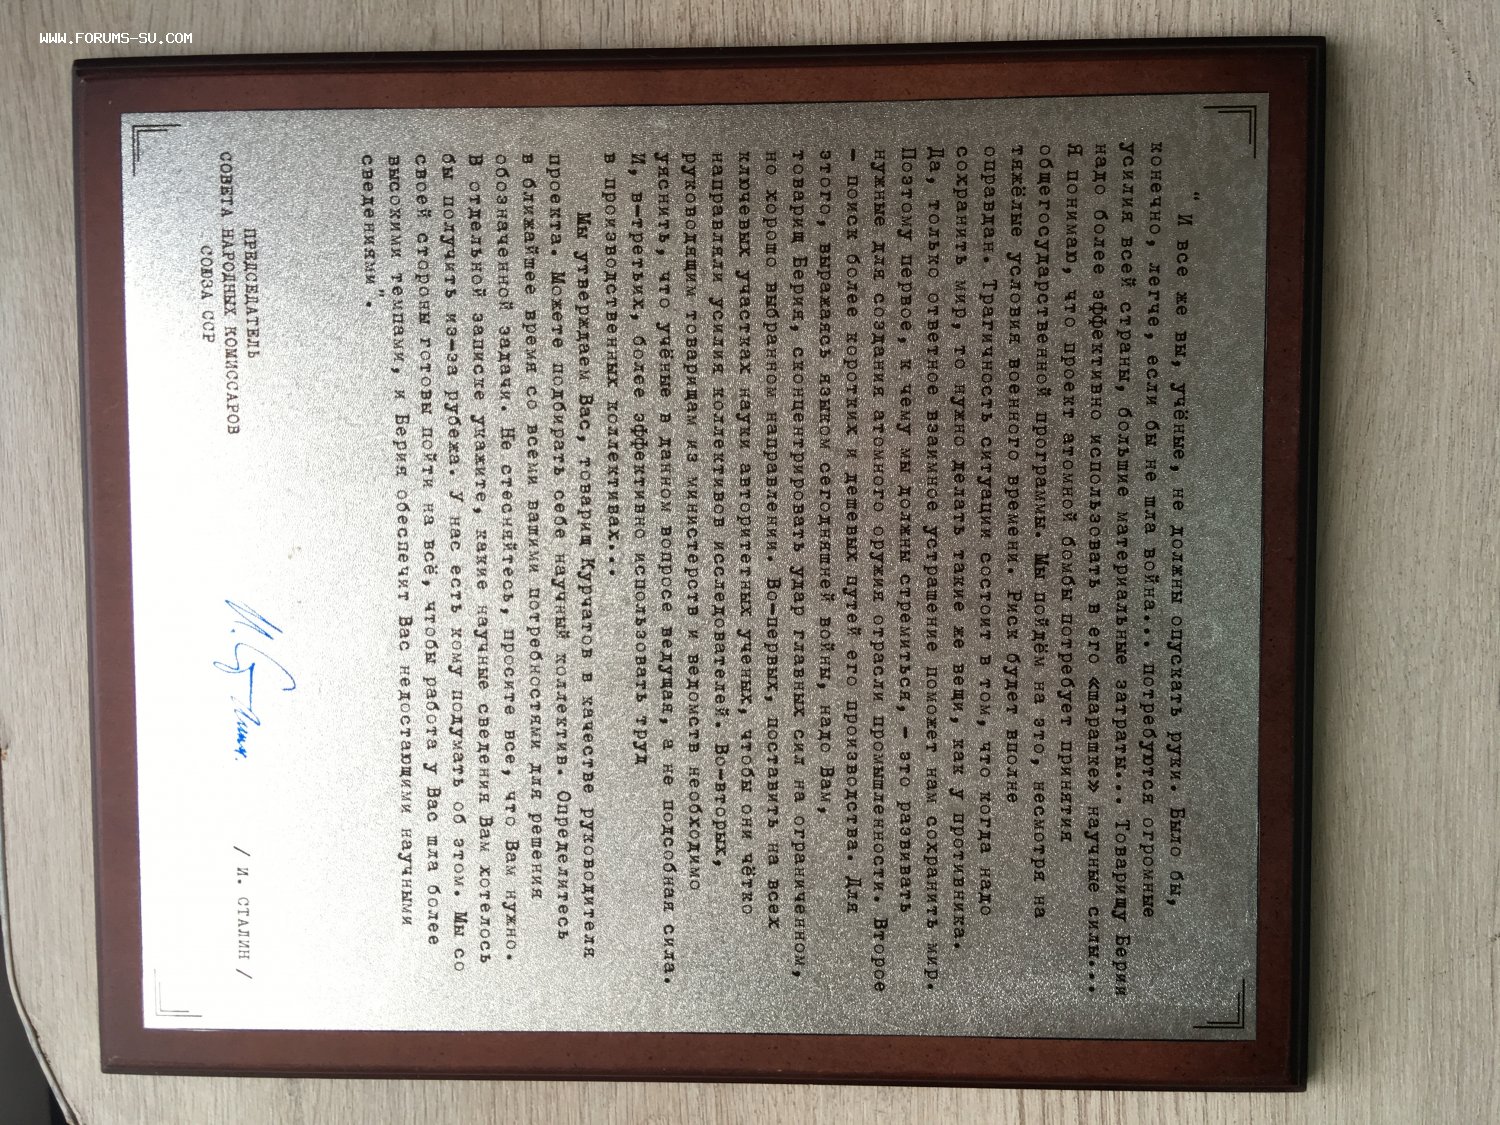 WWW.FORUMS-SU.COM
" И все же вы, учёные, не должны опускать руки. Было бы,
конечно, легче, если бы не шла война... потребуются огромные
усилия всей страны, большие материальные затраты... Товарищу Берия
надо более эффективно использовать в его «шарашке» научные силы...
Я понимаю, что проект атомной бомбы потребует принятия
общегосударственной программы. Мы пойдём на это, несмотря на
тяжёлые условия военного времени. Риск будет вполне
оправдан. Трагичность ситуации состоит в том, что когда надо
сохранить мир, то нужно делать такие же вещи, как у противника.
Да, только ответное взаимное устрашение поможет нам сохранить мир.
Поэтому первое, к чему мы должны стремиться, - это развивать
нужные для создания атомного оружия отрасли промышленности. Второе
- поиск более коротких и дешевых путей его производства. Для
этого, выражаясь языком сегодняшней войны, надо Вам,
товарищ Берия, сконцентрировать удар главных сил на ограниченном,
но хорошо выбранном направлении. Во-первых, поставить на всех
ключевых участках науки авторитетных ученых, чтобы они чётко
направляли усилия коллективов исследователей. Во-вторых,
руководящим товарищам из министерств и ведомств необходимо
уяснить, что учёные в данном вопросе ведущая, а не подсобная сила.
И, в-третьих, более эффективно использовать труд
в производственных коллективах...
Мы утверждаем Вас, товарищ Курчатов в качестве руководителя
проекта. Можете подбирать себе научный коллектив. Определитесь
в ближайшее время со всеми вашими потребностями для решения
обозначенной задачи. Не стесняйтесь, просите все, что Вам нужно.
В отдельной записке укажите, какие научные сведения Вам хотелось
бы получить из-за рубежа. У нас есть кому подумать об этом. Мы со
своей стороны готовы пойти на всё, чтобы работа у Вас шла более
высокими темпами, и Берия обеспечит Вас недостающими научными
сведениями".
ПРЕДСЕДАТЕЛЬ
СОВЕТА НАРОДНЫХ КОМИССАРОВ
СОЮЗА ССР
И. Сталин.
/ И. СТАЛИН /